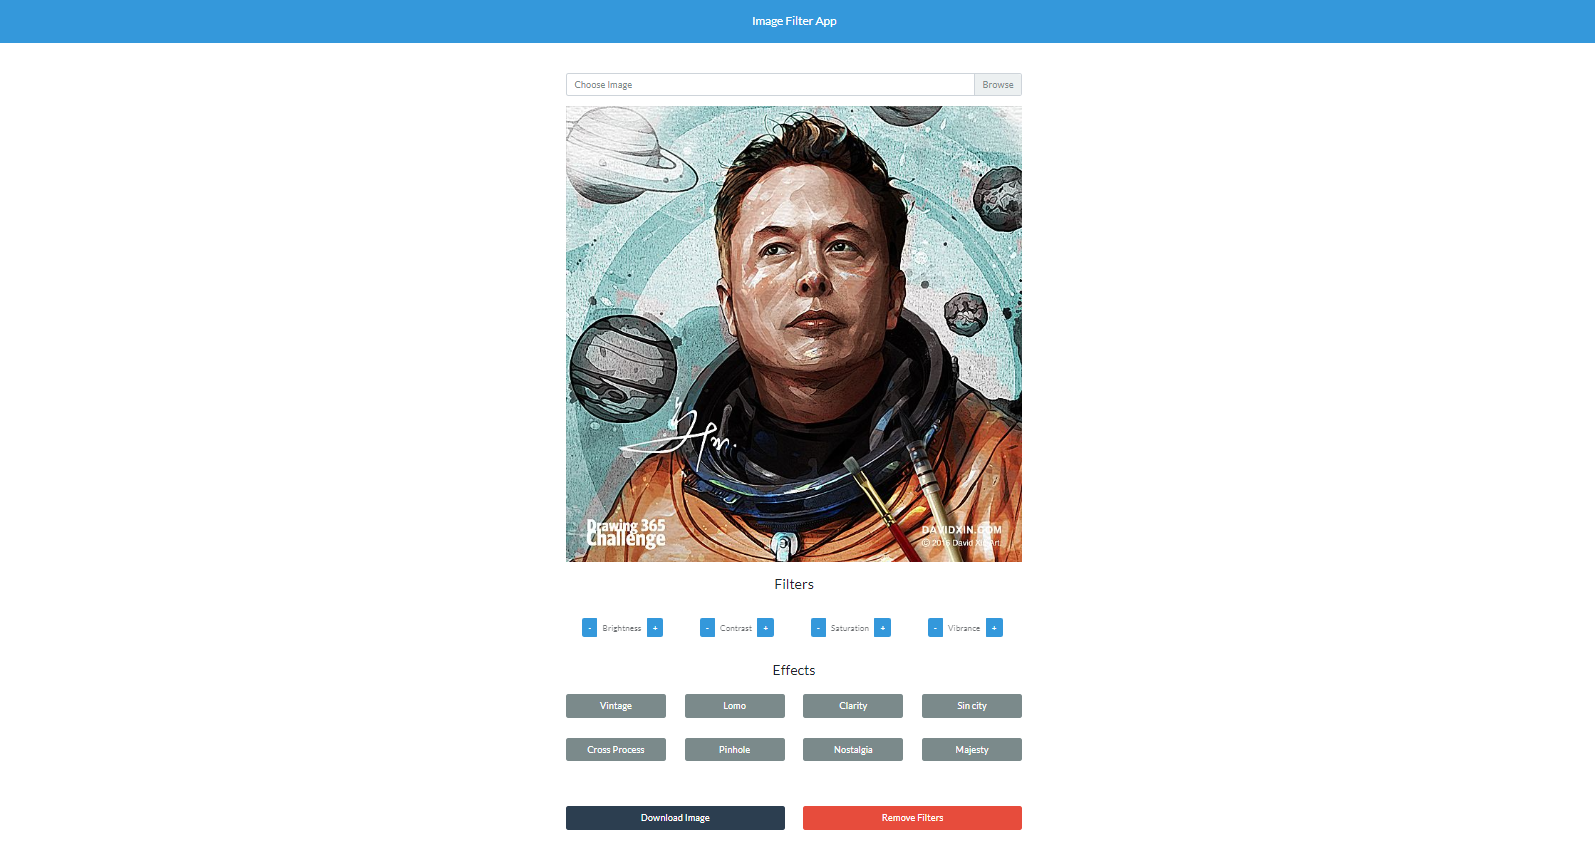 Image Filter App
Choose Image Browse
Drawing 365
Challenge
DAVIDXIN.COM
© 2015 David Xin Art.
Filters
- Brightness + - Contrast + - Saturation + - Vibrance +
Effects
Vintage Lomo Clarity Sin city
Cross Process Pinhole Nostalgia Majesty
Download Image Remove Filters